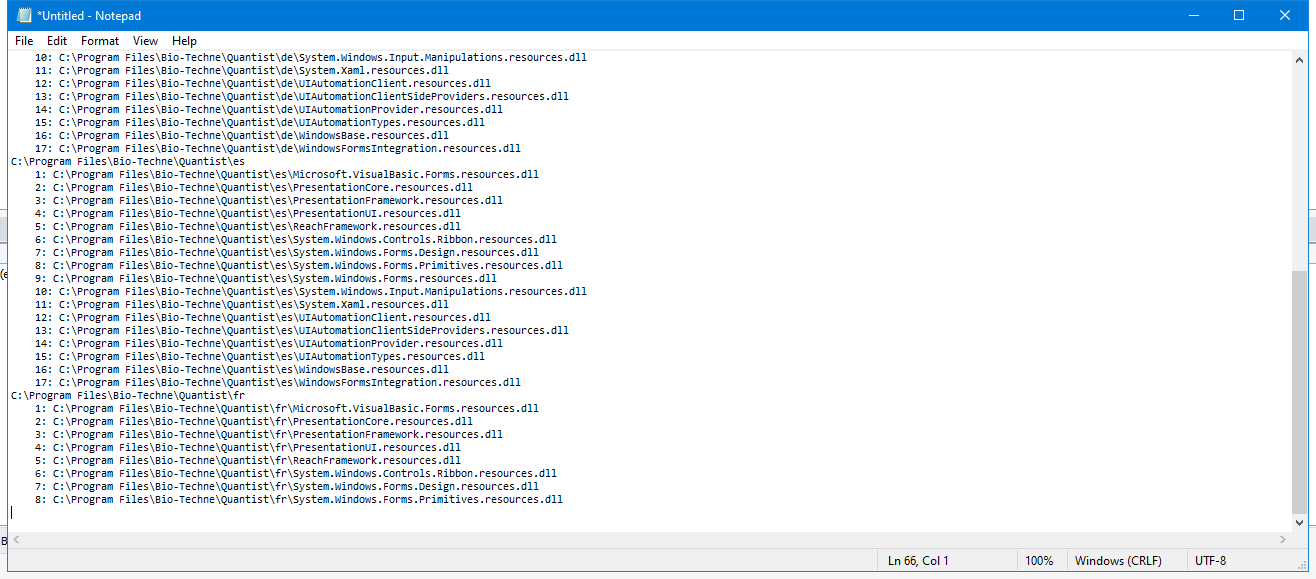 *Untitled - Notepad
File Edit Format View Help
10: C:\Program Files\Bio-Techne\Quantist\de\System.Windows.Input.Manipulations.resources.dll
11: C:\Program Files\Bio-Techne\Quantist\de\System.Xaml.resources.dll
12: C:\Program Files\Bio-Techne\Quantist\de\UIAutomationClient.resources.dll
13: C:\Program Files\Bio-Techne\Quantist\de\UIAutomationClientSideProviders.resources.dll
14: C:\Program Files\Bio-Techne\Quantist\de\UIAutomationProvider.resources.dll
15: C:\Program Files\Bio-Techne\Quantist\de\UIAutomationTypes.resources.dll
16: C:\Program Files\Bio-Techne\Quantist\de\WindowsBase.resources.dll
17: C:\Program Files\Bio-Techne\Quantist\de\WindowsFormsIntegration.resources.dll
C:\Program Files\Bio-Techne\Quantist\es
1: C:\Program Files\Bio-Techne\Quantist\es\Microsoft.VisualBasic.Forms.resources.dll
2: C:\Program Files\Bio-Techne\Quantist\es\PresentationCore.resources.dll
3: C:\Program Files\Bio-Techne\Quantist\es\PresentationFramework.resources.dll
4: C:\Program Files\Bio-Techne\Quantist\es\PresentationUI.resources.dll
5: C:\Program Files\Bio-Techne\Quantist\es\ReachFramework.resources.dll
6: C:\Program Files\Bio-Techne\Quantist\es\System.Windows.Controls.Ribbon.resources.dll
7: C:\Program Files\Bio-Techne\Quantist\es\System.Windows.Forms.Design.resources.dll
8: C:\Program Files\Bio-Techne\Quantist\es\System.Windows.Forms.Primitives.resources.dll
9: C:\Program Files\Bio-Techne\Quantist\es\System.Windows.Forms.resources.dll
10: C:\Program Files\Bio-Techne\Quantist\es\System.Windows.Input.Manipulations.resources.dll
11: C:\Program Files\Bio-Techne\Quantist\es\System.Xaml.resources.dll
12: C:\Program Files\Bio-Techne\Quantist\es\UIAutomationClient.resources.dll
13: C:\Program Files\Bio-Techne\Quantist\es\UIAutomationClientSideProviders.resources.dll
14: C:\Program Files\Bio-Techne\Quantist\es\UIAutomationProvider.resources.dll
15: C:\Program Files\Bio-Techne\Quantist\es\UIAutomationTypes.resources.dll
16: C:\Program Files\Bio-Techne\Quantist\es\WindowsBase.resources.dll
17: C:\Program Files\Bio-Techne\Quantist\es\WindowsFormsIntegration.resources.dll
C:\Program Files\Bio-Techne\Quantist\fr
1: C:\Program Files\Bio-Techne\Quantist\fr\Microsoft.VisualBasic.Forms.resources.dll
2: C:\Program Files\Bio-Techne\Quantist\fr\PresentationCore.resources.dll
3: C:\Program Files\Bio-Techne\Quantist\fr\PresentationFramework.resources.dll
4: C:\Program Files\Bio-Techne\Quantist\fr\PresentationUI.resources.dll
5: C:\Program Files\Bio-Techne\Quantist\fr\ReachFramework.resources.dll
6: C:\Program Files\Bio-Techne\Quantist\fr\System.Windows.Controls.Ribbon.resources.dll
7: C:\Program Files\Bio-Techne\Quantist\fr\System.Windows.Forms.Design.resources.dll
8: C:\Program Files\Bio-Techne\Quantist\fr\System.Windows.Forms.Primitives.resources.dll
Ln 66, Col 1 100% Windows (CRLF) UTF-8